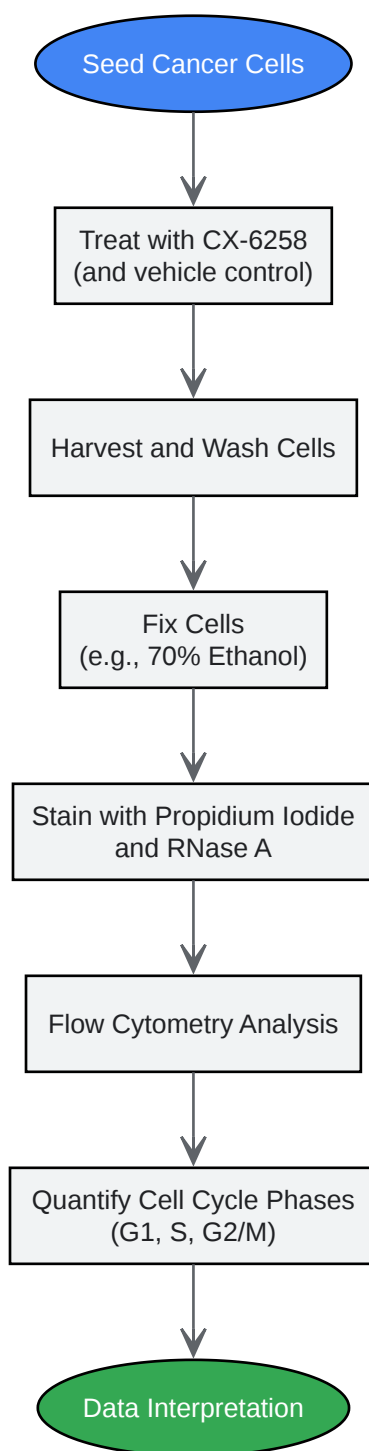 Seed Cancer Cells
Treat with CX-6258
(and vehicle control)
Harvest and Wash Cells
Fix Cells
(e.g., 70% Ethanol)
Stain with Propidium Iodide
and RNase A
Flow Cytometry Analysis
Quantify Cell Cycle Phases
(G1, S, G2/M)
Data Interpretation